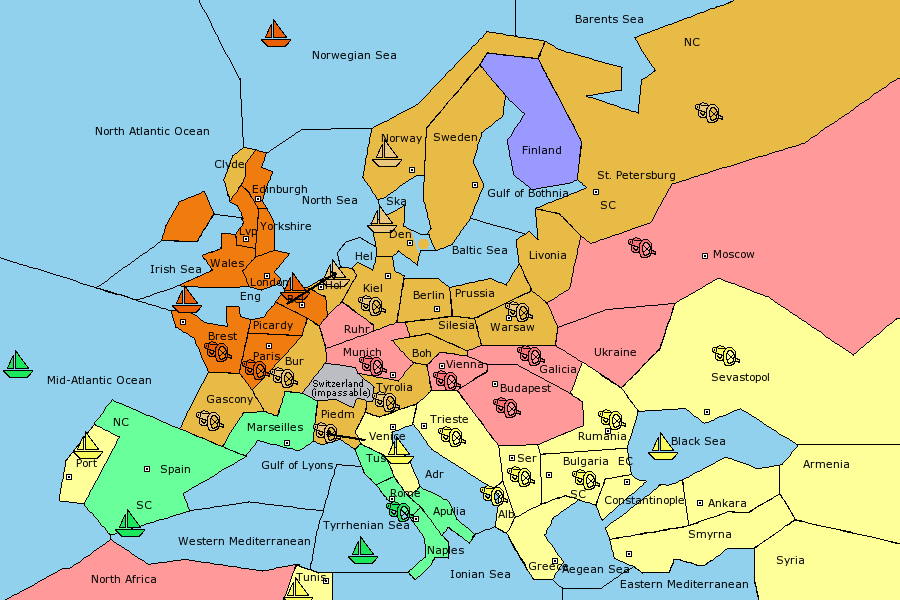 Barents Sea
NC
Norwegian Sea
North Atlantic Ocean
Norway
Sweden
Finland
Clyde
St. Petersburg
Edinburgh
North Sea
Ska
Gulf of Bothnia
SC
Yorkshire
Lvp
Den
Baltic Sea
Livonia
Moscow
Hel
Irish Sea
Wales
London
Hol
Kiel
Berlin
Prussia
Eng
Picardy
Ruhr
Silesia
Warsaw
Brest
Paris
Bur
Munich
Boh
Ukraine
Vienna
Galicia
Mid-Atlantic Ocean
Switzerland
(impassable)
Tyrolia
Budapest
Sevastopol
Gascony
Piedm
Trieste
NC
Marseilles
Venice
Rumania
Black Sea
Port
Spain
Gulf of Lyons
Tus
Ser
Bulgaria
EC
Armenia
Adr
SC
Rome
Constantinople
Ankara
SC
Apulia
Alb
Tyrrhenian Sea
Smyrna
Western Mediterranean
Naples
Syria
North Africa
Tunis
Ionian Sea
Greece
Aegean Sea
Eastern Mediterranean